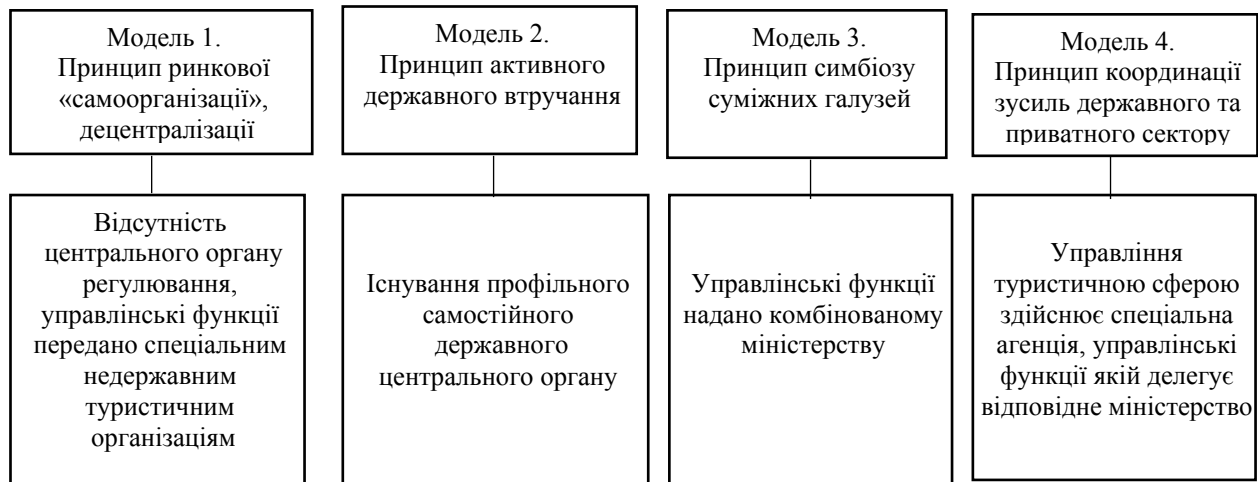 Модель 1.
Принцип ринкової
«самоорганізації»,
децентралізації
Модель 2.
Принцип активного
державного втручання
Модель 3.
Принцип симбіозу
суміжних галузей
Модель 4.
Принцип координації
зусиль державного та
приватного сектору
Відсутність
центрального органу
регулювання,
управлінські функції
передано спеціальним
недержавним
туристичним
організаціям
Існування профільного
самостійного
державного
центрального органу
Управлінські функції
надано комбінованому
міністерству
Управління
туристичною сферою
здійснює спеціальна
агенція, управлінські
функції якій делегує
відповідне міністерство